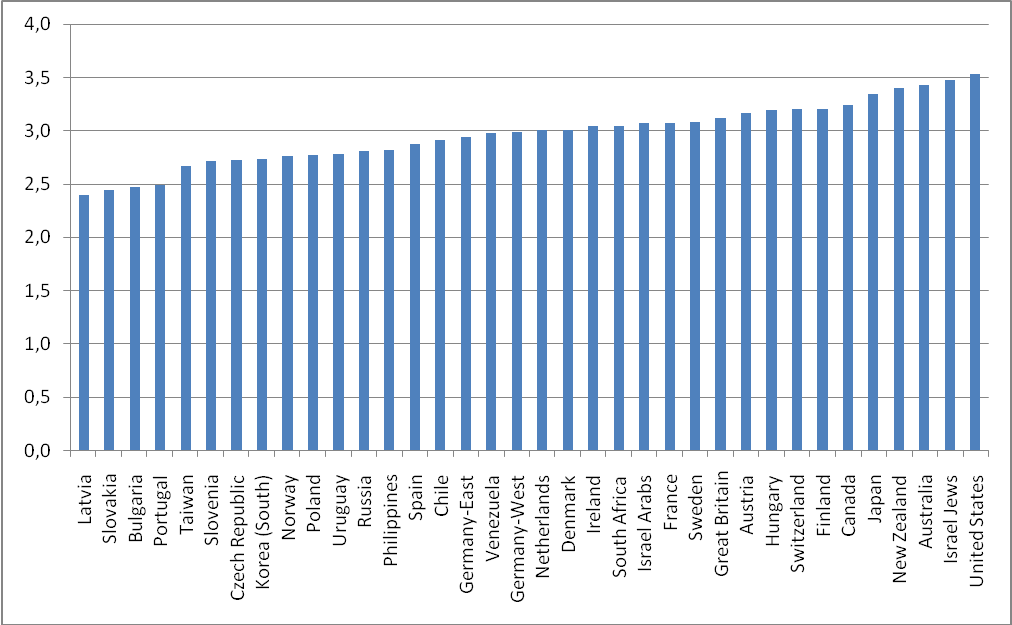 4,0
3,5
3,0
2,5
2,0
1,5
1,0
0,5
0,0
Latvia
Slovakia
Bulgaria
Portugal
Taiwan
Slovenia
Czech Republic
Korea (South)
Norway
Poland
Uruguay
Russia
Philippines
Spain
Chile
Germany-East
Venezuela
Germany-West
Netherlands
Denmark
Ireland
South Africa
Israel Arabs
France
Sweden
Great Britain
Austria
Hungary
Switzerland
Finland
Canada
Japan
New Zealand
Australia
Israel Jews
United States